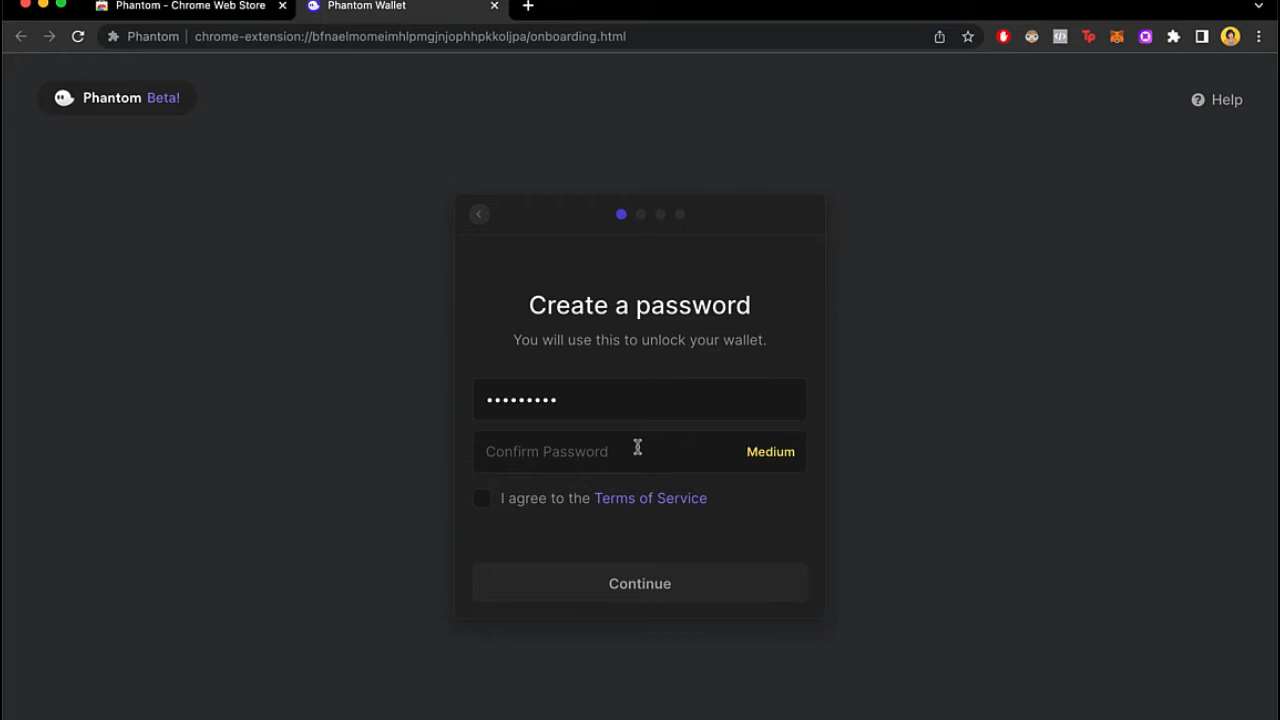 Phantom - Chrome Web Store
Phantom Wallet
Phantom
chrome-extension://bfnaelmomeimhlpmgjnjophhpkkoljpa/onboarding.html
Phantom Beta!
Help
Create a password
You will use this to unlock your wallet.
•••••••••
Confirm Password
Medium
I agree to the Terms of Service
Continue